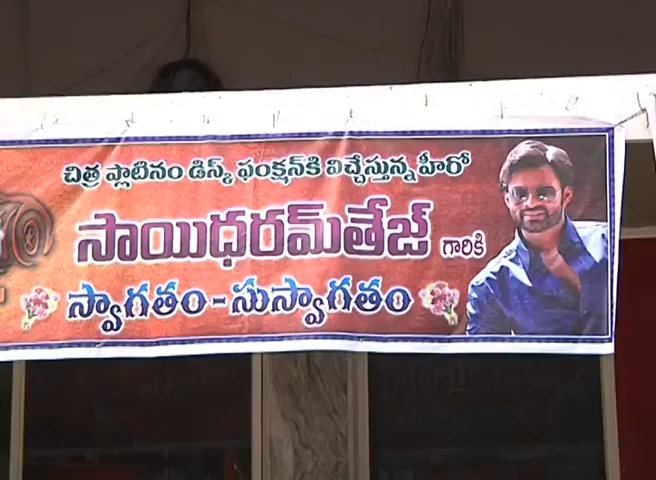 చిత్ర ప్లాటినం డిస్క్ ఫంక్షన్‌కి విచ్చేస్తున్న హీరో
సాయిధరమ్‌తేజ్ గారికి
స్వాగతం-సుస్వాగతం